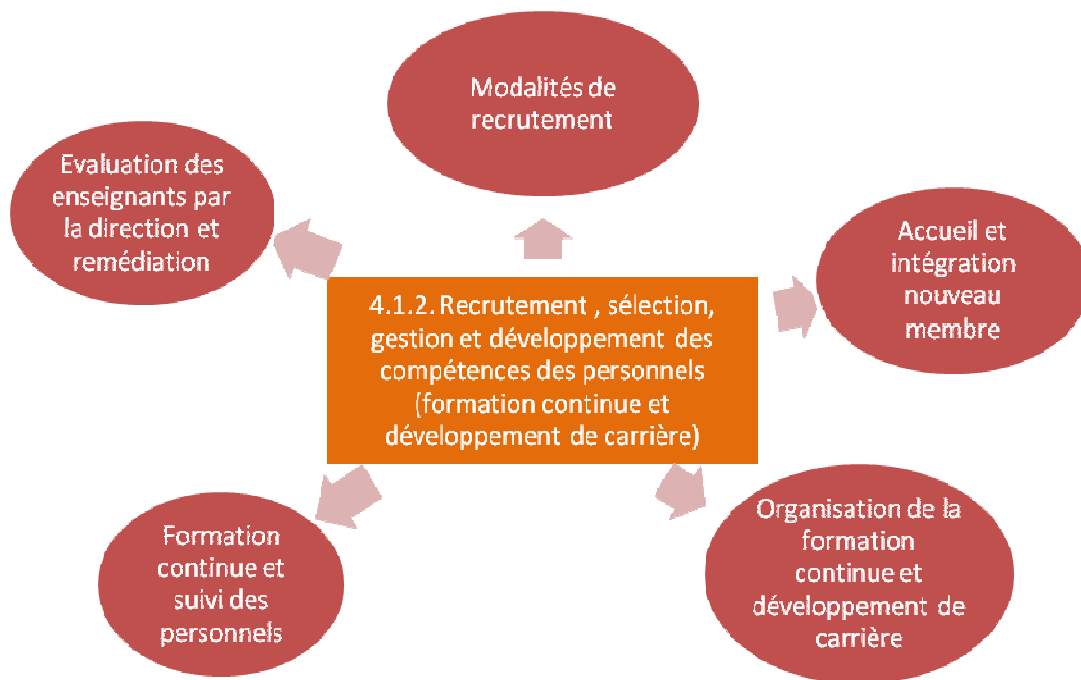 Modalités de
recrutement
Evaluation des
enseignants par
la direction et
remédiation
Accueil et
intégration
nouveau
membre
4.1.2. Recrutement , sélection,
gestion et développement des
compétences des personnels
(formation continue et
développement de carrière)
Formation
continue et
suivi des
personnels
Organisation de la
formation
continue et
développement de
carrière